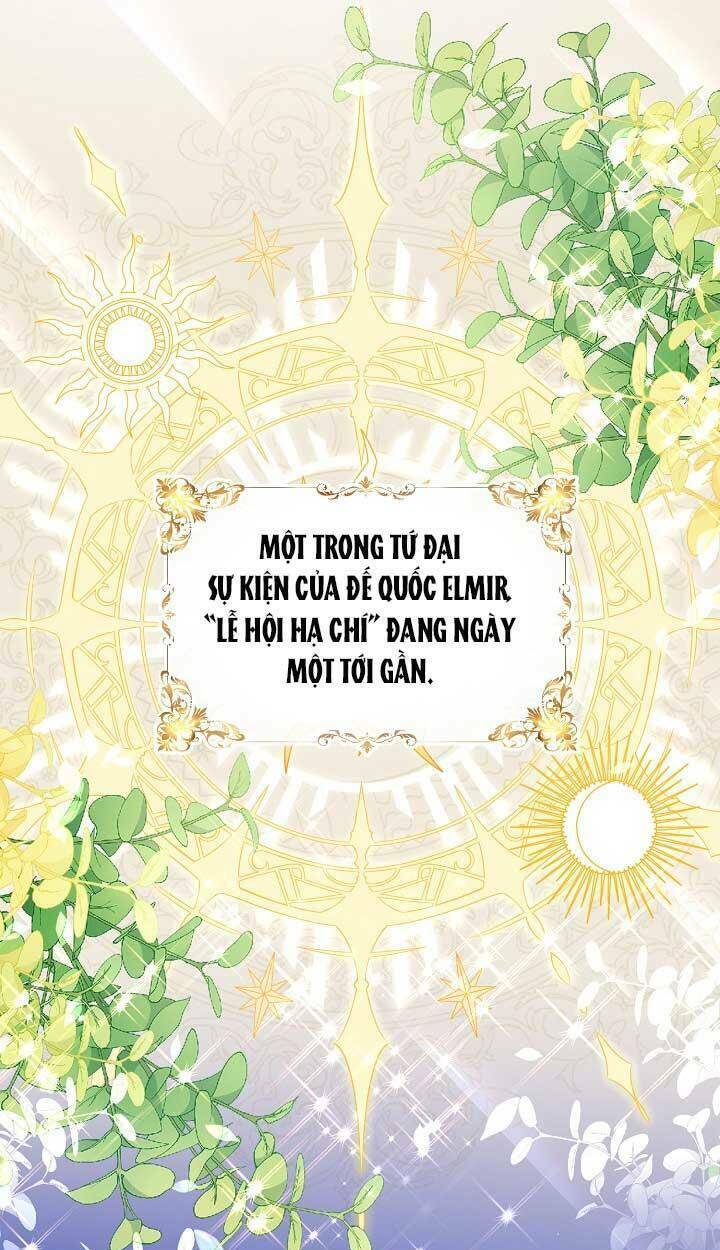 MỘT TRONG TỨ ĐẠI
SỰ KIỆN CỦA ĐẾ QUỐC ELMIR,
“LỄ HỘI HẠ CHÍ” ĐANG NGÀY
MỘT TỚI GẦN.